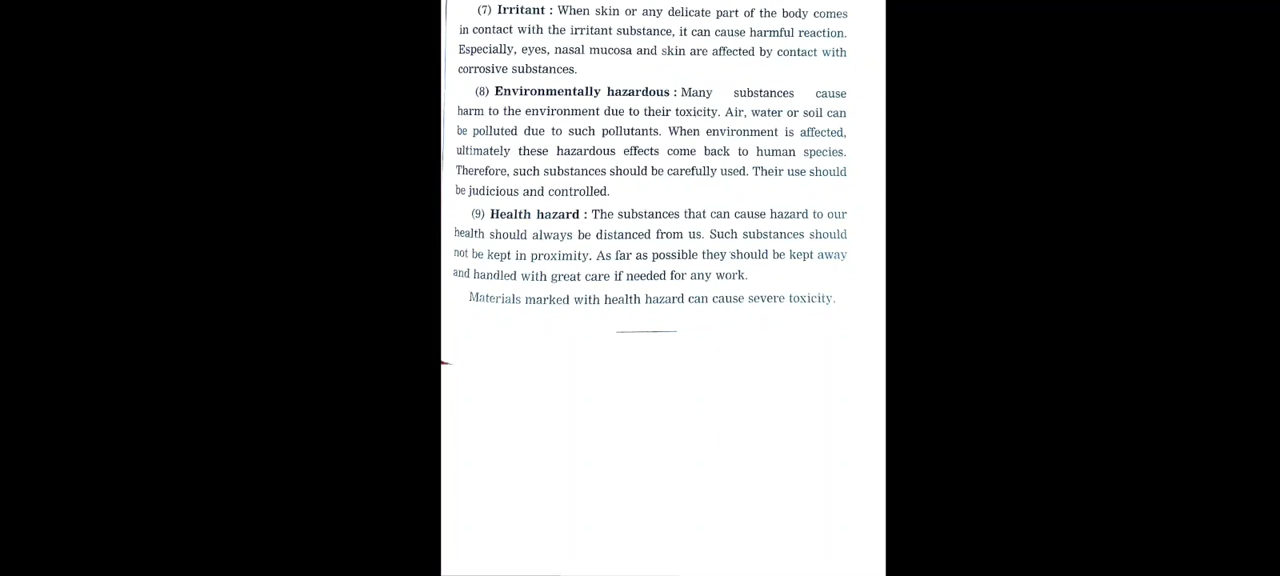 (7) Irritant : When skin or any delicate part of the body comes
in contact with the irritant substance, it can cause harmful reaction.
Especially, eyes, nasal mucosa and skin are affected by contact with
corrosive substances.
(8) Environmentally hazardous : Many substances cause
harm to the environment due to their toxicity. Air, water or soil can
be polluted due to such pollutants. When environment is affected,
ultimately these hazardous effects come back to human species.
Therefore, such substances should be carefully used. Their use should
be judicious and controlled.
(9) Health hazard : The substances that can cause hazard to our
health should always be distanced from us. Such substances should
not be kept in proximity. As far as possible they should be kept away
and handled with great care if needed for any work.
Materials marked with health hazard can cause severe toxicity.